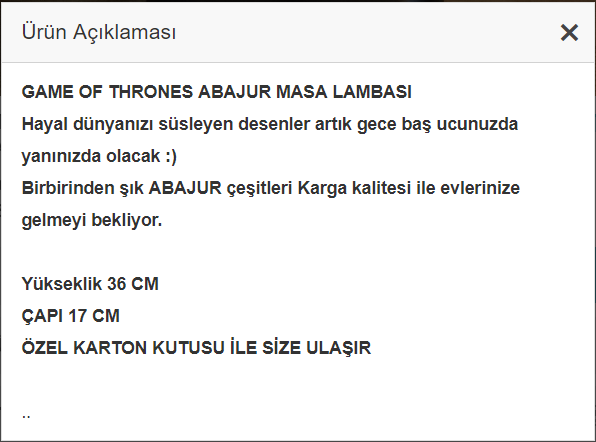 Ürün Açıklaması
GAME OF THRONES ABAJUR MASA LAMBASI
Hayal dünyanızı süsleyen desenler artık gece baş ucunuzda
yanınızda olacak :)
Birbirinden şık ABAJUR çeşitleri Karga kalitesi ile evlerinize
gelmeyi bekliyor.
Yükseklik 36 CM
ÇAPI 17 CM
ÖZEL KARTON KUTUSU İLE SİZE ULAŞIR
..